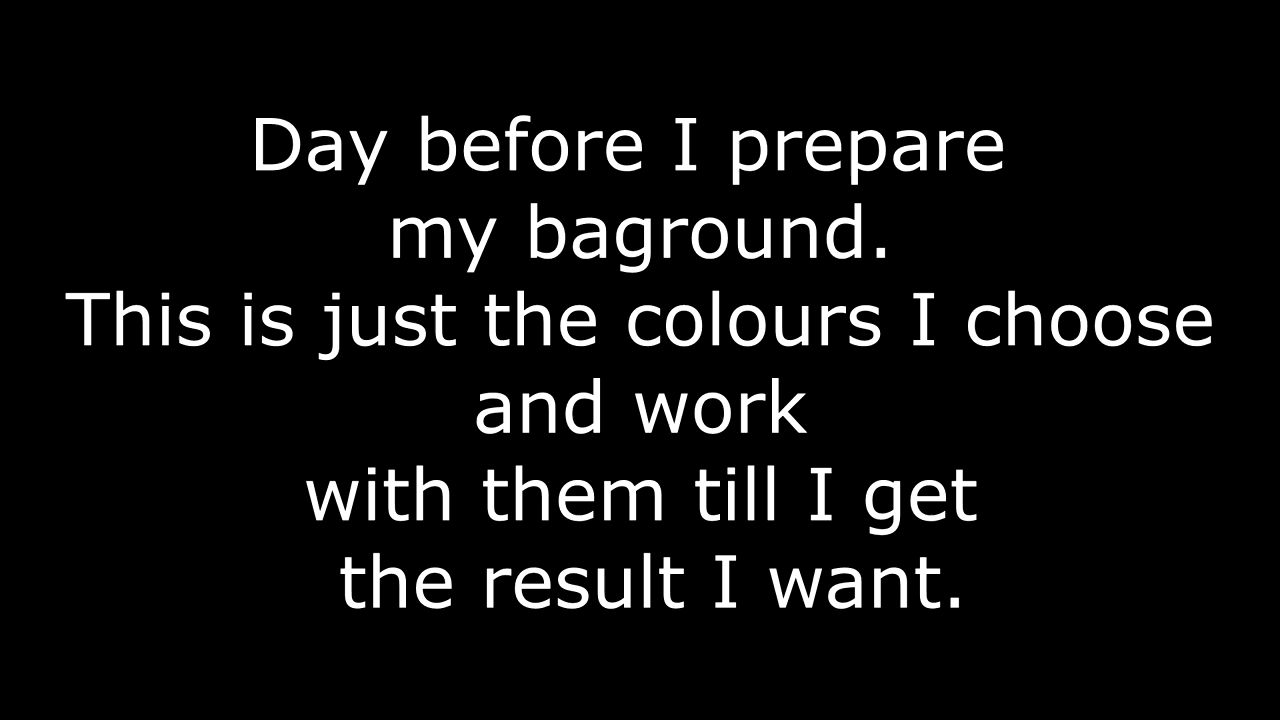 Day before I prepare
my baground.
This is just the colours I choose
and work
with them till I get
the result I want.